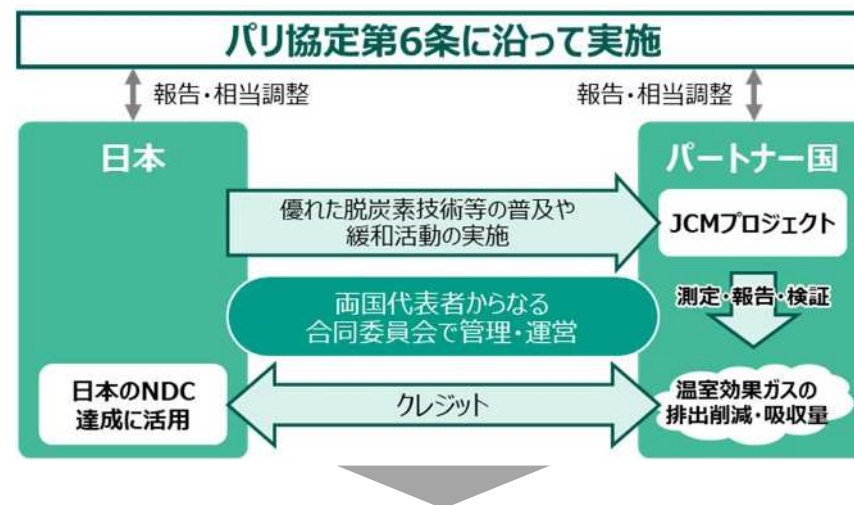 パリ協定第6条に沿って実施
報告・相当調整
報告・相当調整
日本
パートナー国
優れた脱炭素技術等の普及や
緩和活動の実施
JCMプロジェクト
測定・報告・検証
両国代表者からなる
合同委員会で管理・運営
日本のNDC
達成に活用
クレジット
温室効果ガスの
排出削減・吸収量